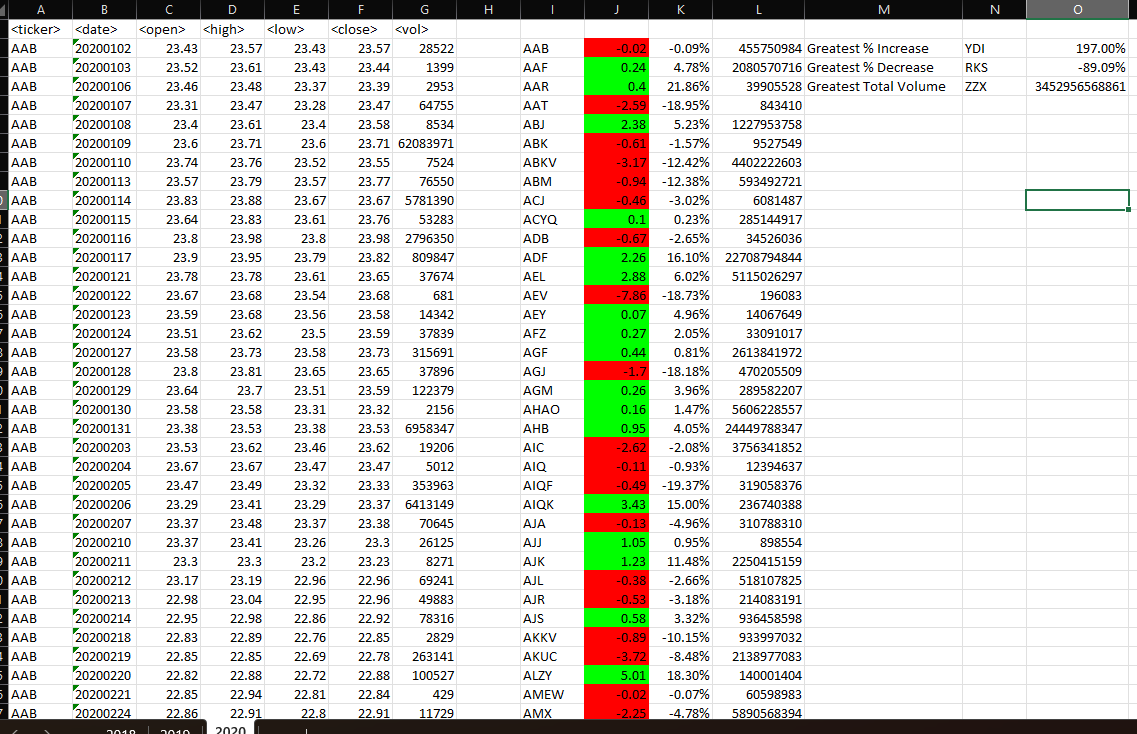 A B C D E F G H I J K L M N O
<ticker> <date> <open> <high> <low> <close> <vol>
AAB 20200102 23.43 23.57 23.43 23.57 28522 AAB -0.02 -0.09% 455750984 Greatest % Increase YDI 197.00%
AAB 20200103 23.52 23.61 23.43 23.44 1399 AAF 0.24 4.78% 2080570716 Greatest % Decrease RKS -89.09%
AAB 20200106 23.46 23.48 23.37 23.39 2953 AAR 0.4 21.86% 39905528 Greatest Total Volume ZZX 3452956568861
AAB 20200107 23.31 23.47 23.28 23.47 64755 AAT -2.59 -18.95% 843410
AAB 20200108 23.4 23.61 23.4 23.58 8534 ABJ 2.38 5.23% 1227953758
AAB 20200109 23.6 23.71 23.6 23.71 62083971 ABK -0.61 -1.57% 9527549
AAB 20200110 23.74 23.76 23.52 23.55 7524 ABKV -3.17 -12.42% 4402222603
AAB 20200113 23.57 23.79 23.57 23.77 76550 ABM -0.94 -12.38% 593492721
AAB 20200114 23.83 23.88 23.67 23.67 5781390 ACJ -0.46 -3.02% 6081487
AAB 20200115 23.64 23.83 23.61 23.76 53283 ACYQ 0.1 0.23% 285144917
AAB 20200116 23.8 23.98 23.8 23.98 2796350 ADB -0.67 -2.65% 34526036
AAB 20200117 23.9 23.95 23.79 23.82 809847 ADF 2.26 16.10% 22708794844
AAB 20200121 23.78 23.78 23.61 23.65 37674 AEL 2.88 6.02% 5115026297
AAB 20200122 23.67 23.68 23.54 23.68 681 AEV -7.86 -18.73% 196083
AAB 20200123 23.59 23.68 23.56 23.58 14342 AEY 0.07 4.96% 14067649
AAB 20200124 23.51 23.62 23.5 23.59 37839 AFZ 0.27 2.05% 33091017
AAB 20200127 23.58 23.73 23.58 23.73 315691 AGF 0.44 0.81% 2613841972
AAB 20200128 23.8 23.81 23.65 23.65 37896 AGJ -1.7 -18.18% 470205509
AAB 20200129 23.64 23.7 23.51 23.59 122379 AGM 0.26 3.96% 289582207
AAB 20200130 23.58 23.58 23.31 23.32 2156 AHAO 0.16 1.47% 5606228557
AAB 20200131 23.38 23.53 23.38 23.53 6958347 AHB 0.95 4.05% 24449788347
AAB 20200203 23.53 23.62 23.46 23.62 19206 AIC -2.62 -2.08% 3756341852
AAB 20200204 23.67 23.67 23.47 23.47 5012 AIQ -0.11 -0.93% 12394637
AAB 20200205 23.47 23.49 23.32 23.33 353963 AIQF -0.49 -19.37% 319058376
AAB 20200206 23.29 23.41 23.29 23.37 6413149 AIQK 3.43 15.00% 236740388
AAB 20200207 23.37 23.48 23.37 23.38 70645 AJA -0.13 -4.96% 310788310
AAB 20200210 23.37 23.41 23.26 23.3 26125 AJJ 1.05 0.95% 898554
AAB 20200211 23.3 23.3 23.2 23.23 8271 AJK 1.23 11.48% 2250415159
AAB 20200212 23.17 23.19 22.96 22.96 69241 AJL -0.38 -2.66% 518107825
AAB 20200213 22.98 23.04 22.95 22.96 49883 AJR -0.53 -3.18% 214083191
AAB 20200214 22.95 22.98 22.86 22.92 78316 AJS 0.58 3.32% 936458598
AAB 20200218 22.83 22.89 22.76 22.85 2829 AKKV -0.89 -10.15% 933997032
AAB 20200219 22.85 22.85 22.69 22.78 263141 AKUC -3.72 -8.48% 2138977083
AAB 20200220 22.82 22.88 22.72 22.88 100527 ALZY 5.01 18.30% 140001404
AAB 20200221 22.85 22.94 22.81 22.84 429 AMEW -0.02 -0.07% 60598983
AAB 20200224 22.86 22.91 22.8 22.91 11729 AMX -2.25 -4.78% 5890568394
2018 2019 2020